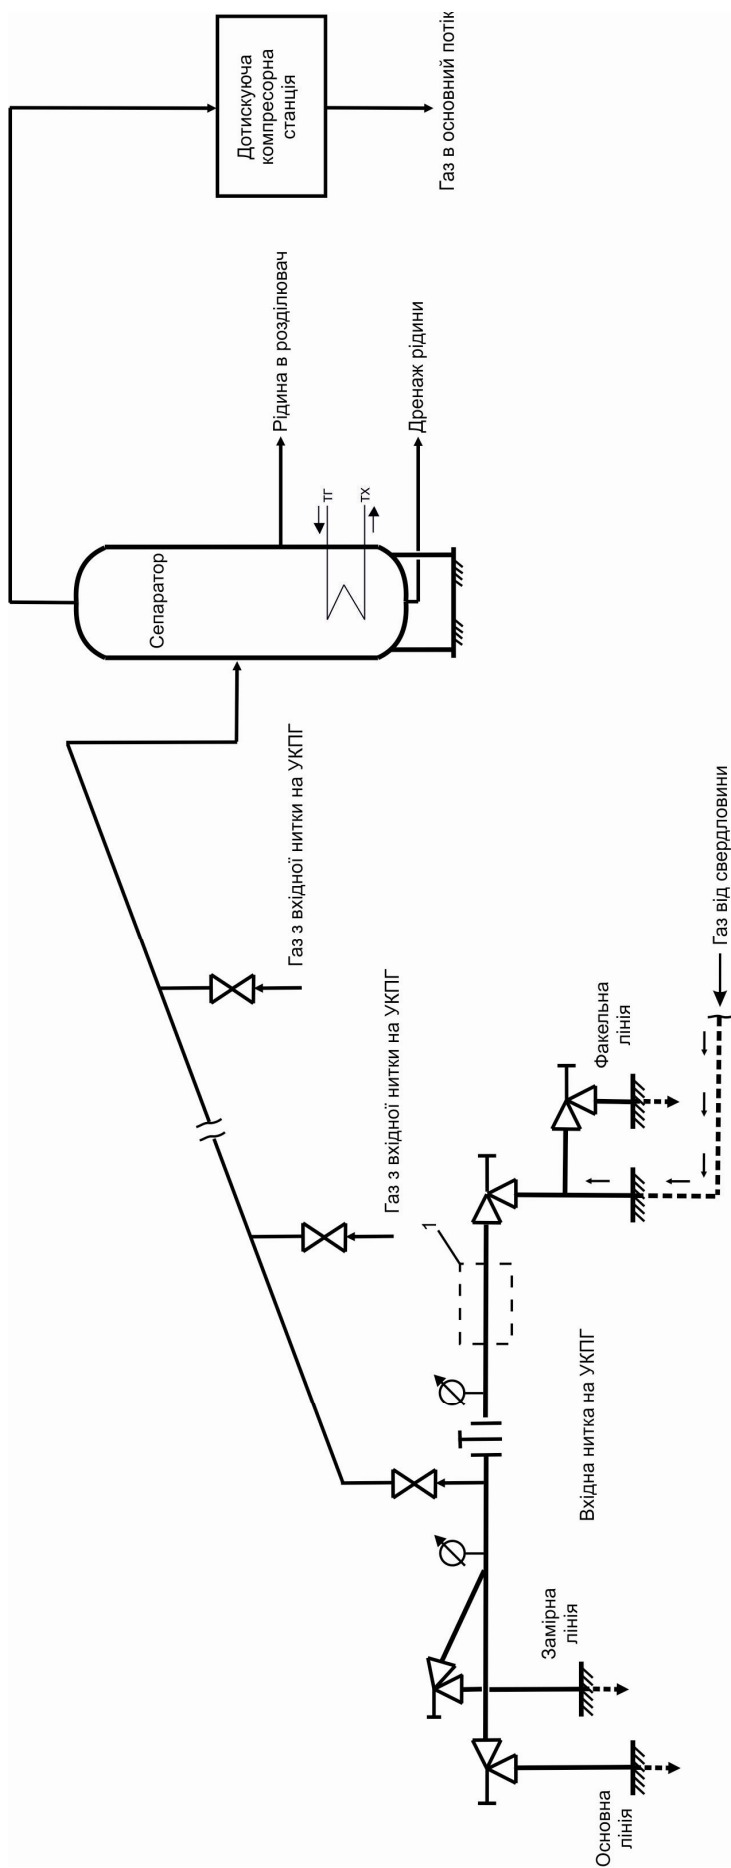 Дотискуюча
компресорна
станція
Газ в основний потік
Сепаратор
Рідина в розділювач
тг
тх
Дренаж рідини
Газ з вхідної нитки на УКПГ
Газ з вхідної нитки на УКПГ
1
Газ від свердловини
Факельна
лінія
Вхідна нитка на УКПГ
Замірна
лінія
Основна
лінія